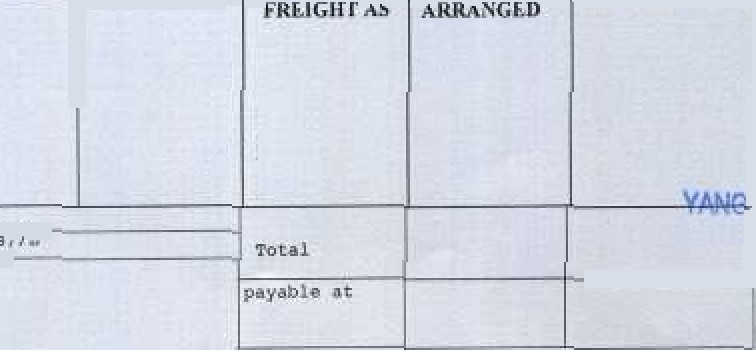 FREIGHT AS ARRANGED
YANG
Total
payable at